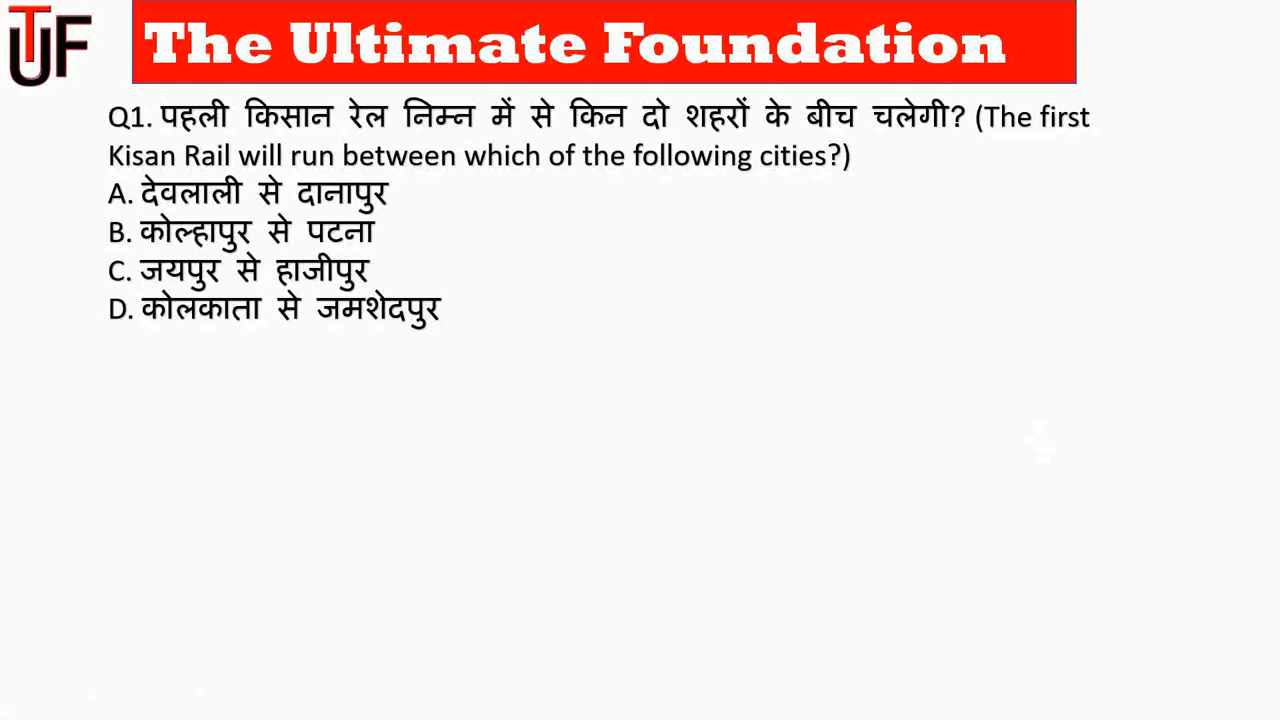 TUF
The Ultimate Foundation
Q1. पहली किसान रेल निम्न में से किन दो शहरों के बीच चलेगी? (The first
Kisan Rail will run between which of the following cities?)
A. देवलाली से दानापुर
B. कोल्हापुर से पटना
C. जयपुर से हाजीपुर
D. कोलकाता से जमशेदपुर